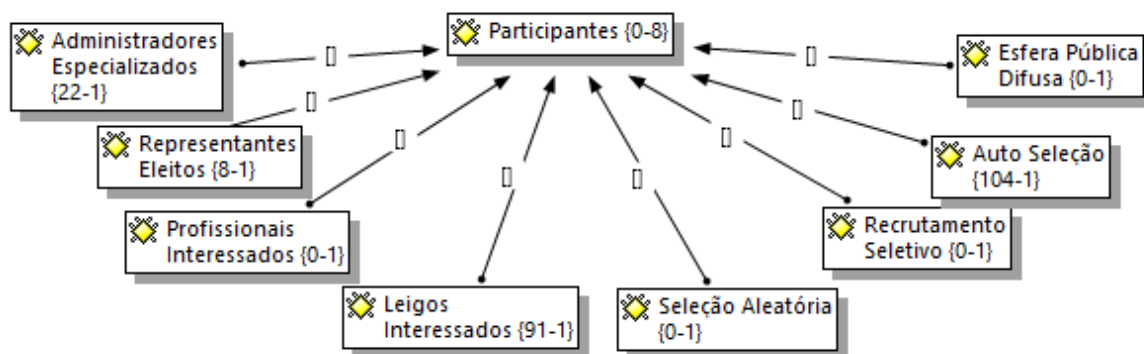 Participantes {0-8}
Administradores
Especializados
{22-1}
[]
[]
Esfera Pública
Difusa {0-1}
[]
[]
Representantes
Eleitos {8-1}
[]
[]
Auto Seleção
{104-1}
[]
[]
Profissionais
Interessados {0-1}
Recrutamento
Seletivo {0-1}
Leigos
Interessados {91-1}
Seleção Aleatória
{0-1}